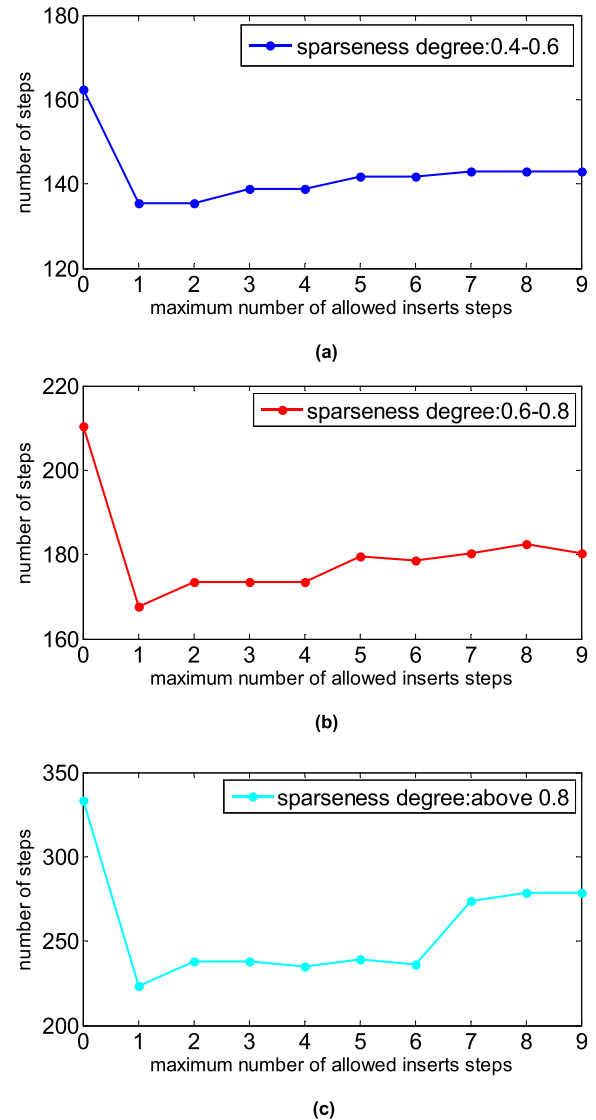 180
sparseness degree:0.4-0.6
160
number of steps
140
120
0 1 2 3 4 5 6 7 8 9
maximum number of allowed inserts steps
(a)
220
sparseness degree:0.6-0.8
200
number of steps
180
160
0 1 2 3 4 5 6 7 8 9
maximum number of allowed inserts steps
(b)
350
sparseness degree:above 0.8
300
number of steps
250
200
0 1 2 3 4 5 6 7 8 9
maximum number of allowed inserts steps
(c)